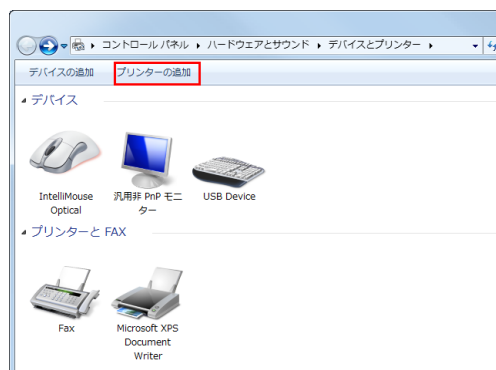 コントロール パネル ▸ ハードウェアとサウンド ▸ デバイスとプリンター ▸
デバイスの追加 プリンターの追加
デバイス
IntelliMouse
Optical
汎用非 PnP モニ
ター
USB Device
プリンターと FAX
Fax
Microsoft XPS
Document
Writer